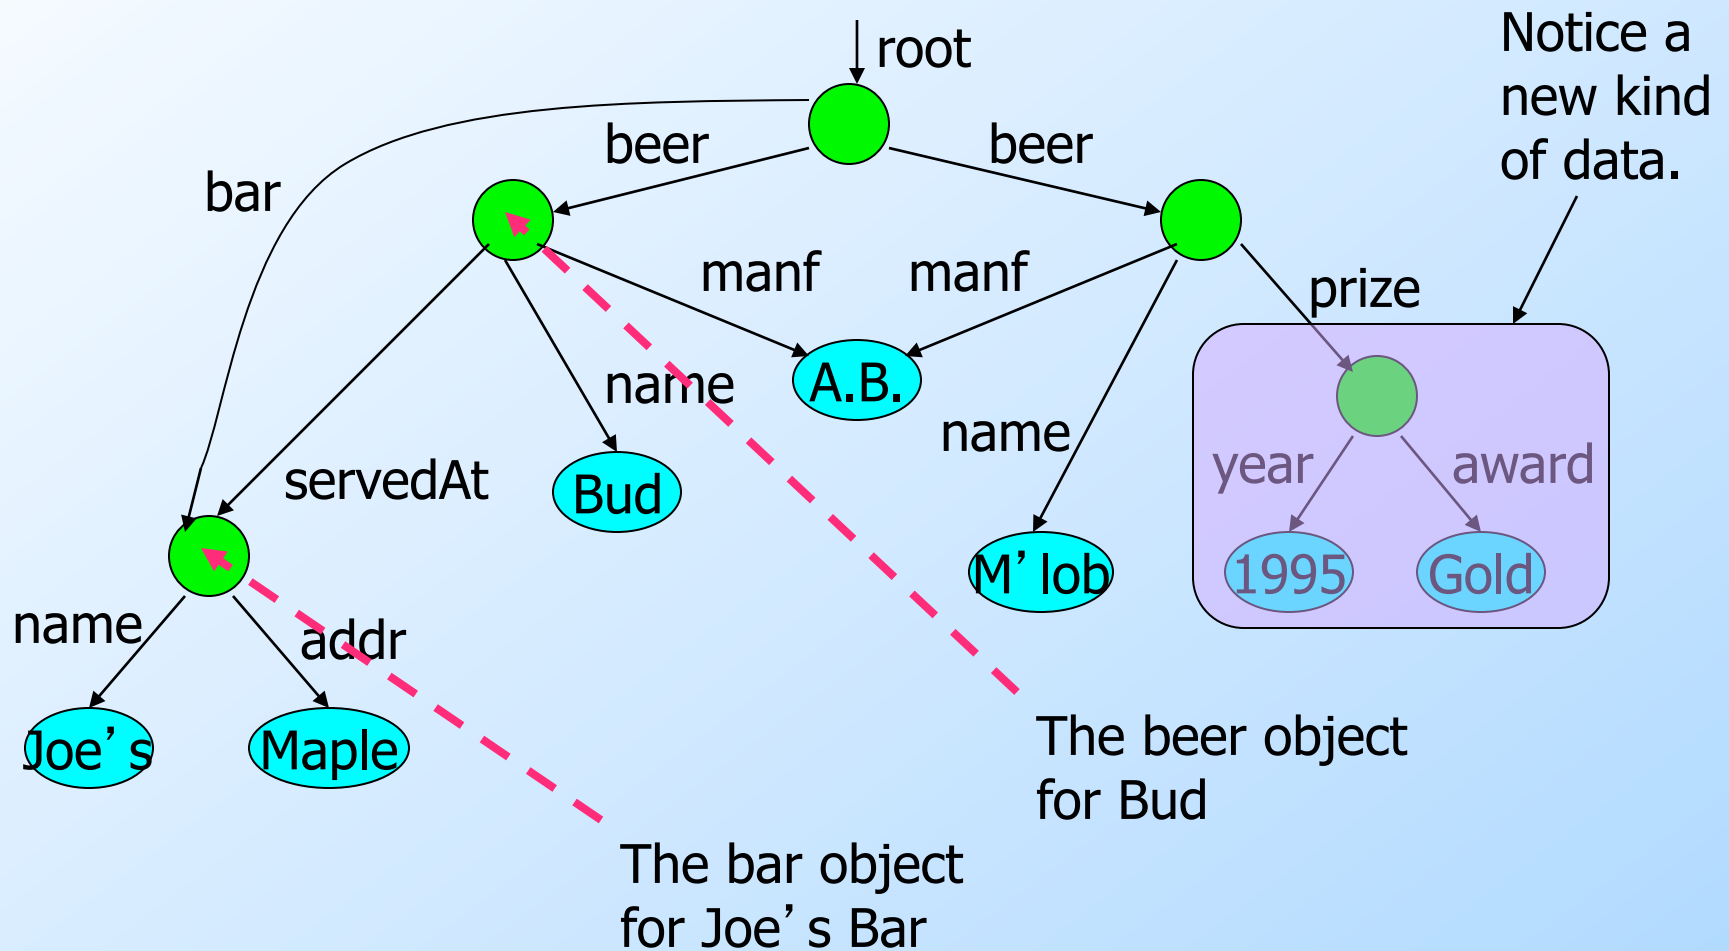 root
Notice a
new kind
of data.
beer
beer
bar
manf
manf
prize
name
A.B.
name
servedAt
Bud
year
award
M’lob
1995
Gold
name
addr
Joe’s
Maple
The beer object
for Bud
The bar object
for Joe’s Bar